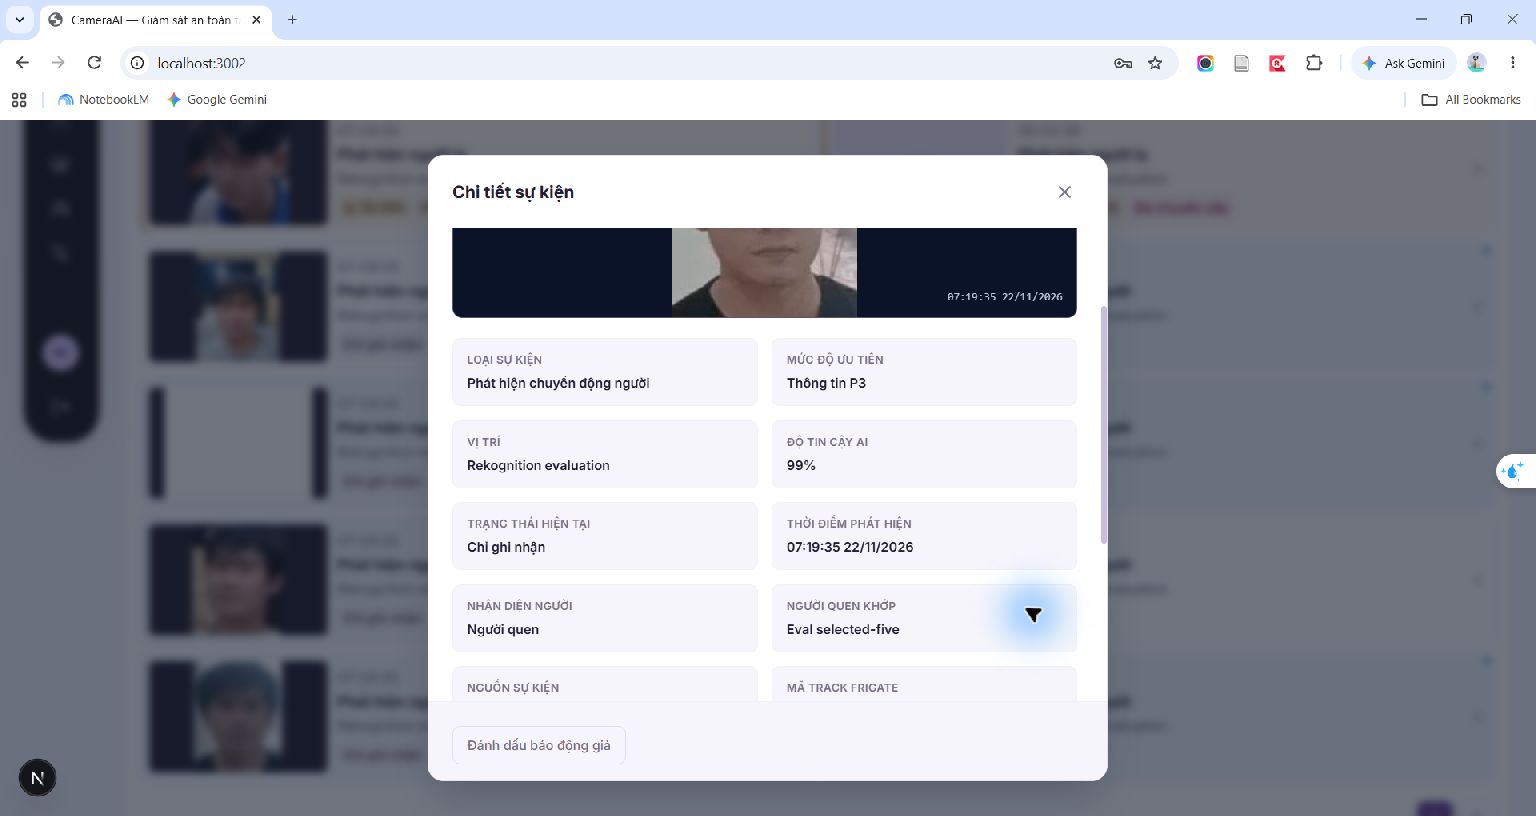 CameraAI — Giám sát an toàn t
localhost:3002
Ask Gemini
NotebookLM
Google Gemini
All Bookmarks
Chi tiết sự kiện
07:19:35 22/11/2026
LOẠI SỰ KIỆN
Phát hiện chuyển động người
MỨC ĐỘ ƯU TIÊN
Thông tin P3
VỊ TRÍ
Rekognition evaluation
ĐỘ TIN CẬY AI
99%
TRẠNG THÁI HIỆN TẠI
Chỉ ghi nhận
THỜI ĐIỂM PHÁT HIỆN
07:19:35 22/11/2026
NHẬN DIỆN NGƯỜI
Người quen
NGƯỜI QUEN KHỚP
Eval selected-five
NGUỒN SỰ KIỆN
MÃ TRACK FRIGATE
Đánh dấu báo động giả
N